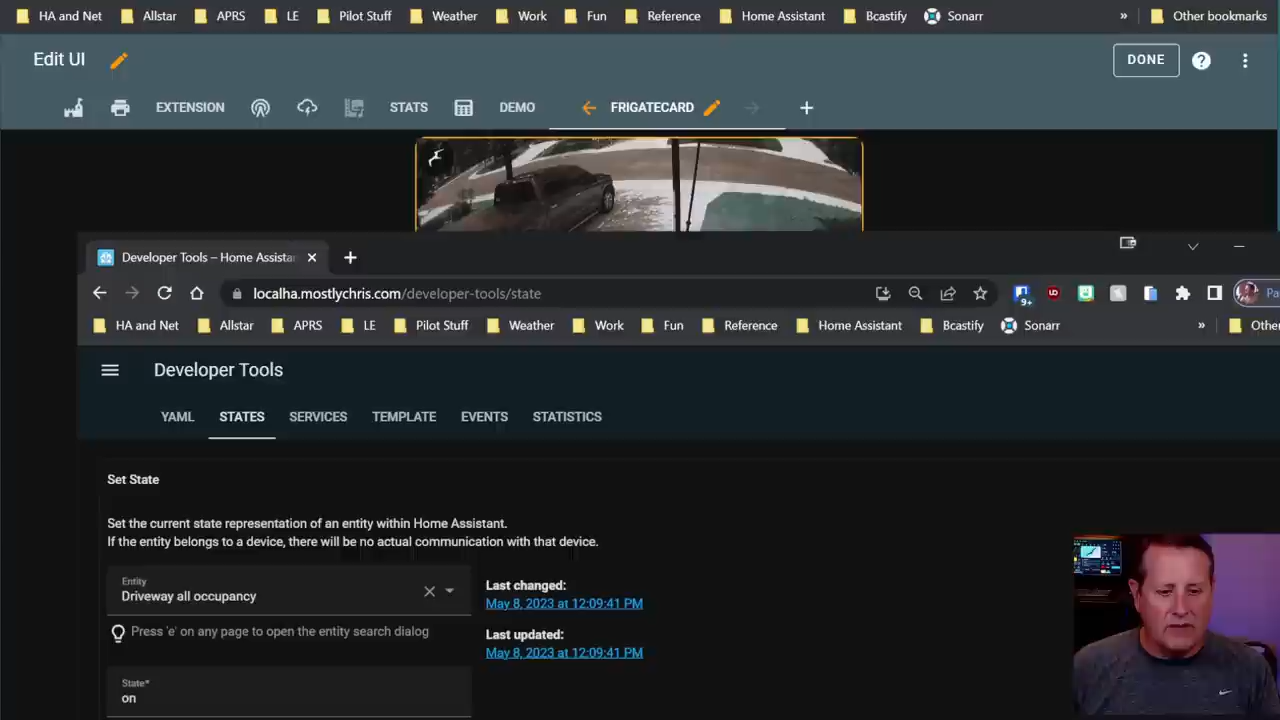 HA and Net Allstar APRS LE Pilot Stuff Weather Work Fun Reference Home Assistant Bcastify Sonarr » Other bookmarks
Edit UI DONE ?
EXTENSION STATS DEMO FRIGATECARD +
Developer Tools – Home Assistan
localha.mostlychris.com/developer-tools/state 9+ Pa
HA and Net Allstar APRS LE Pilot Stuff Weather Work Fun Reference Home Assistant Bcastify Sonarr » Other
Developer Tools
YAML STATES SERVICES TEMPLATE EVENTS STATISTICS
Set State
Set the current state representation of an entity within Home Assistant.
If the entity belongs to a device, there will be no actual communication with that device.
Entity
Driveway all occupancy
Last changed:
May 8, 2023 at 12:09:41 PM
Press 'e' on any page to open the entity search dialog
Last updated:
May 8, 2023 at 12:09:41 PM
State*
on